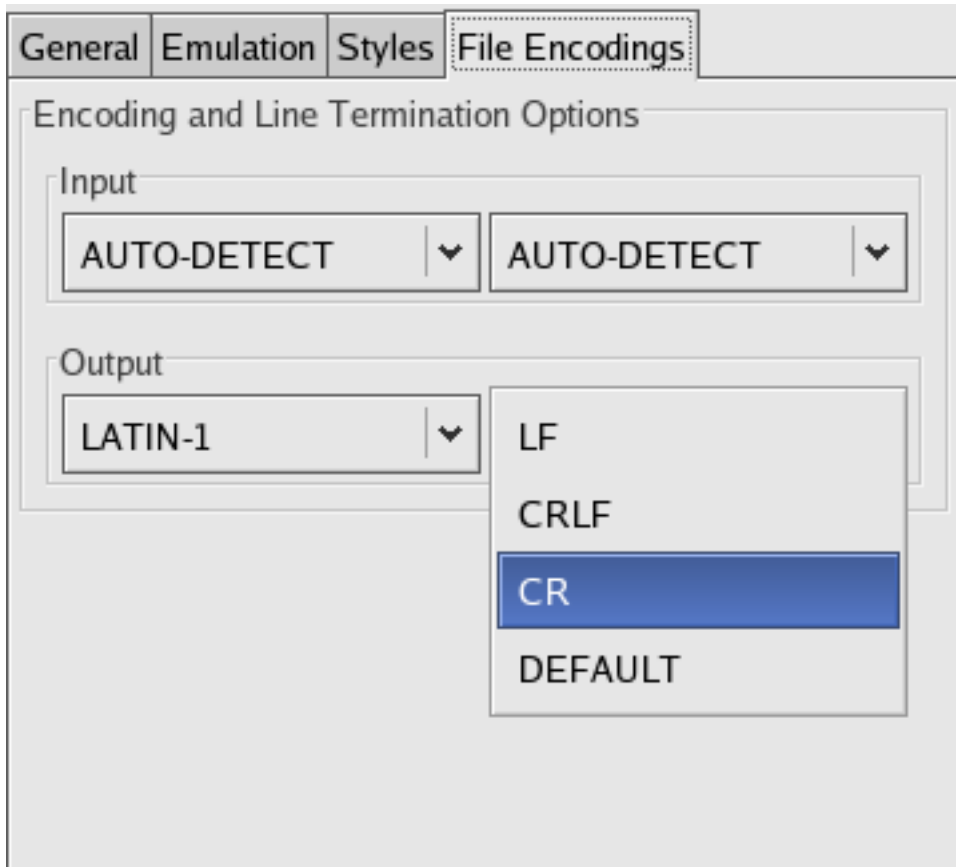 General Emulation Styles File Encodings
Encoding and Line Termination Options
Input
AUTO-DETECT AUTO-DETECT
Output
LATIN-1
LF
CRLF
CR
DEFAULT